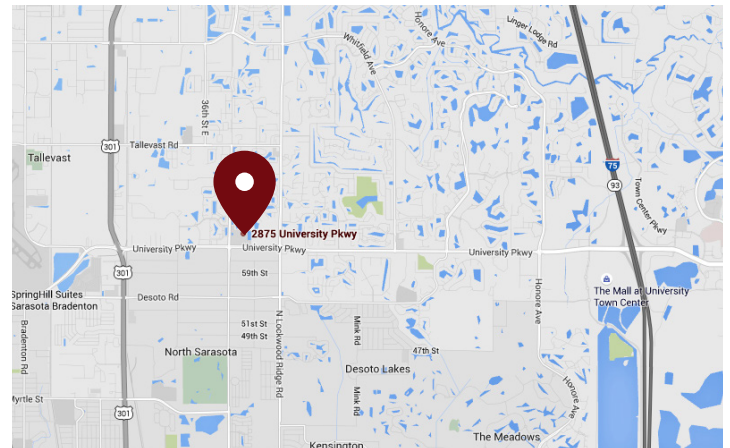 Honore Ave
Linger Lodge Rd
Whitfield Ave
36th St E
301
Tallevast Rd
Tallevast
75
93
Town Center Pkwy
2875 University Pkwy
University Pkwy
University Pkwy
University Pkwy
301
59th St
SpringHill Suites
Sarasota Bradenton
Desoto Rd
The Mall at University
Town Center
Honore Ave
N Lockwood Ridge Rd
51st St
49th St
Mink Rd
47th St
Bradenton Rd
North Sarasota
Desoto Lakes
Myrtle St
301
Mink Rd
Honore Ave
The Meadows
Kensington